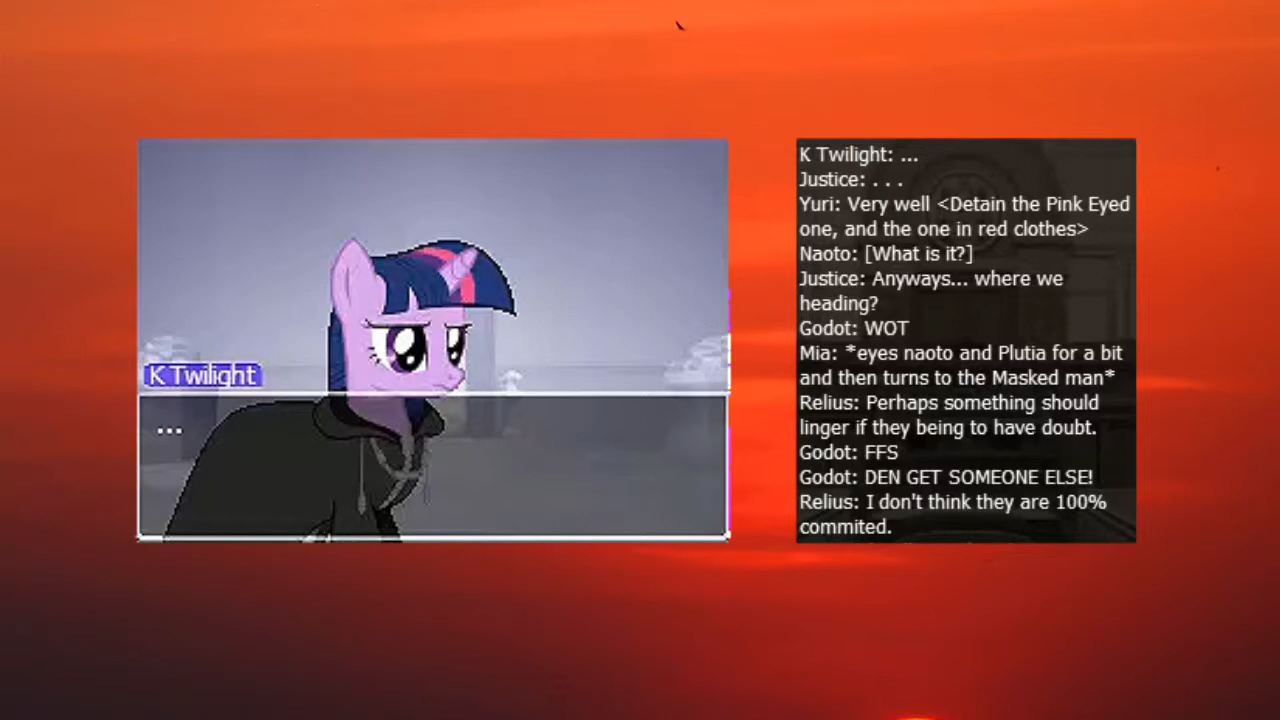 K Twilight
...
K Twilight: ...
Justice: . . .
Yuri: Very well <Detain the Pink Eyed
one, and the one in red clothes>
Naoto: [What is it?]
Justice: Anyways... where we
heading?
Godot: WOT
Mia: *eyes naoto and Plutia for a bit
and then turns to the Masked man*
Relius: Perhaps something should
linger if they being to have doubt.
Godot: FFS
Godot: DEN GET SOMEONE ELSE!
Relius: I don't think they are 100%
commited.